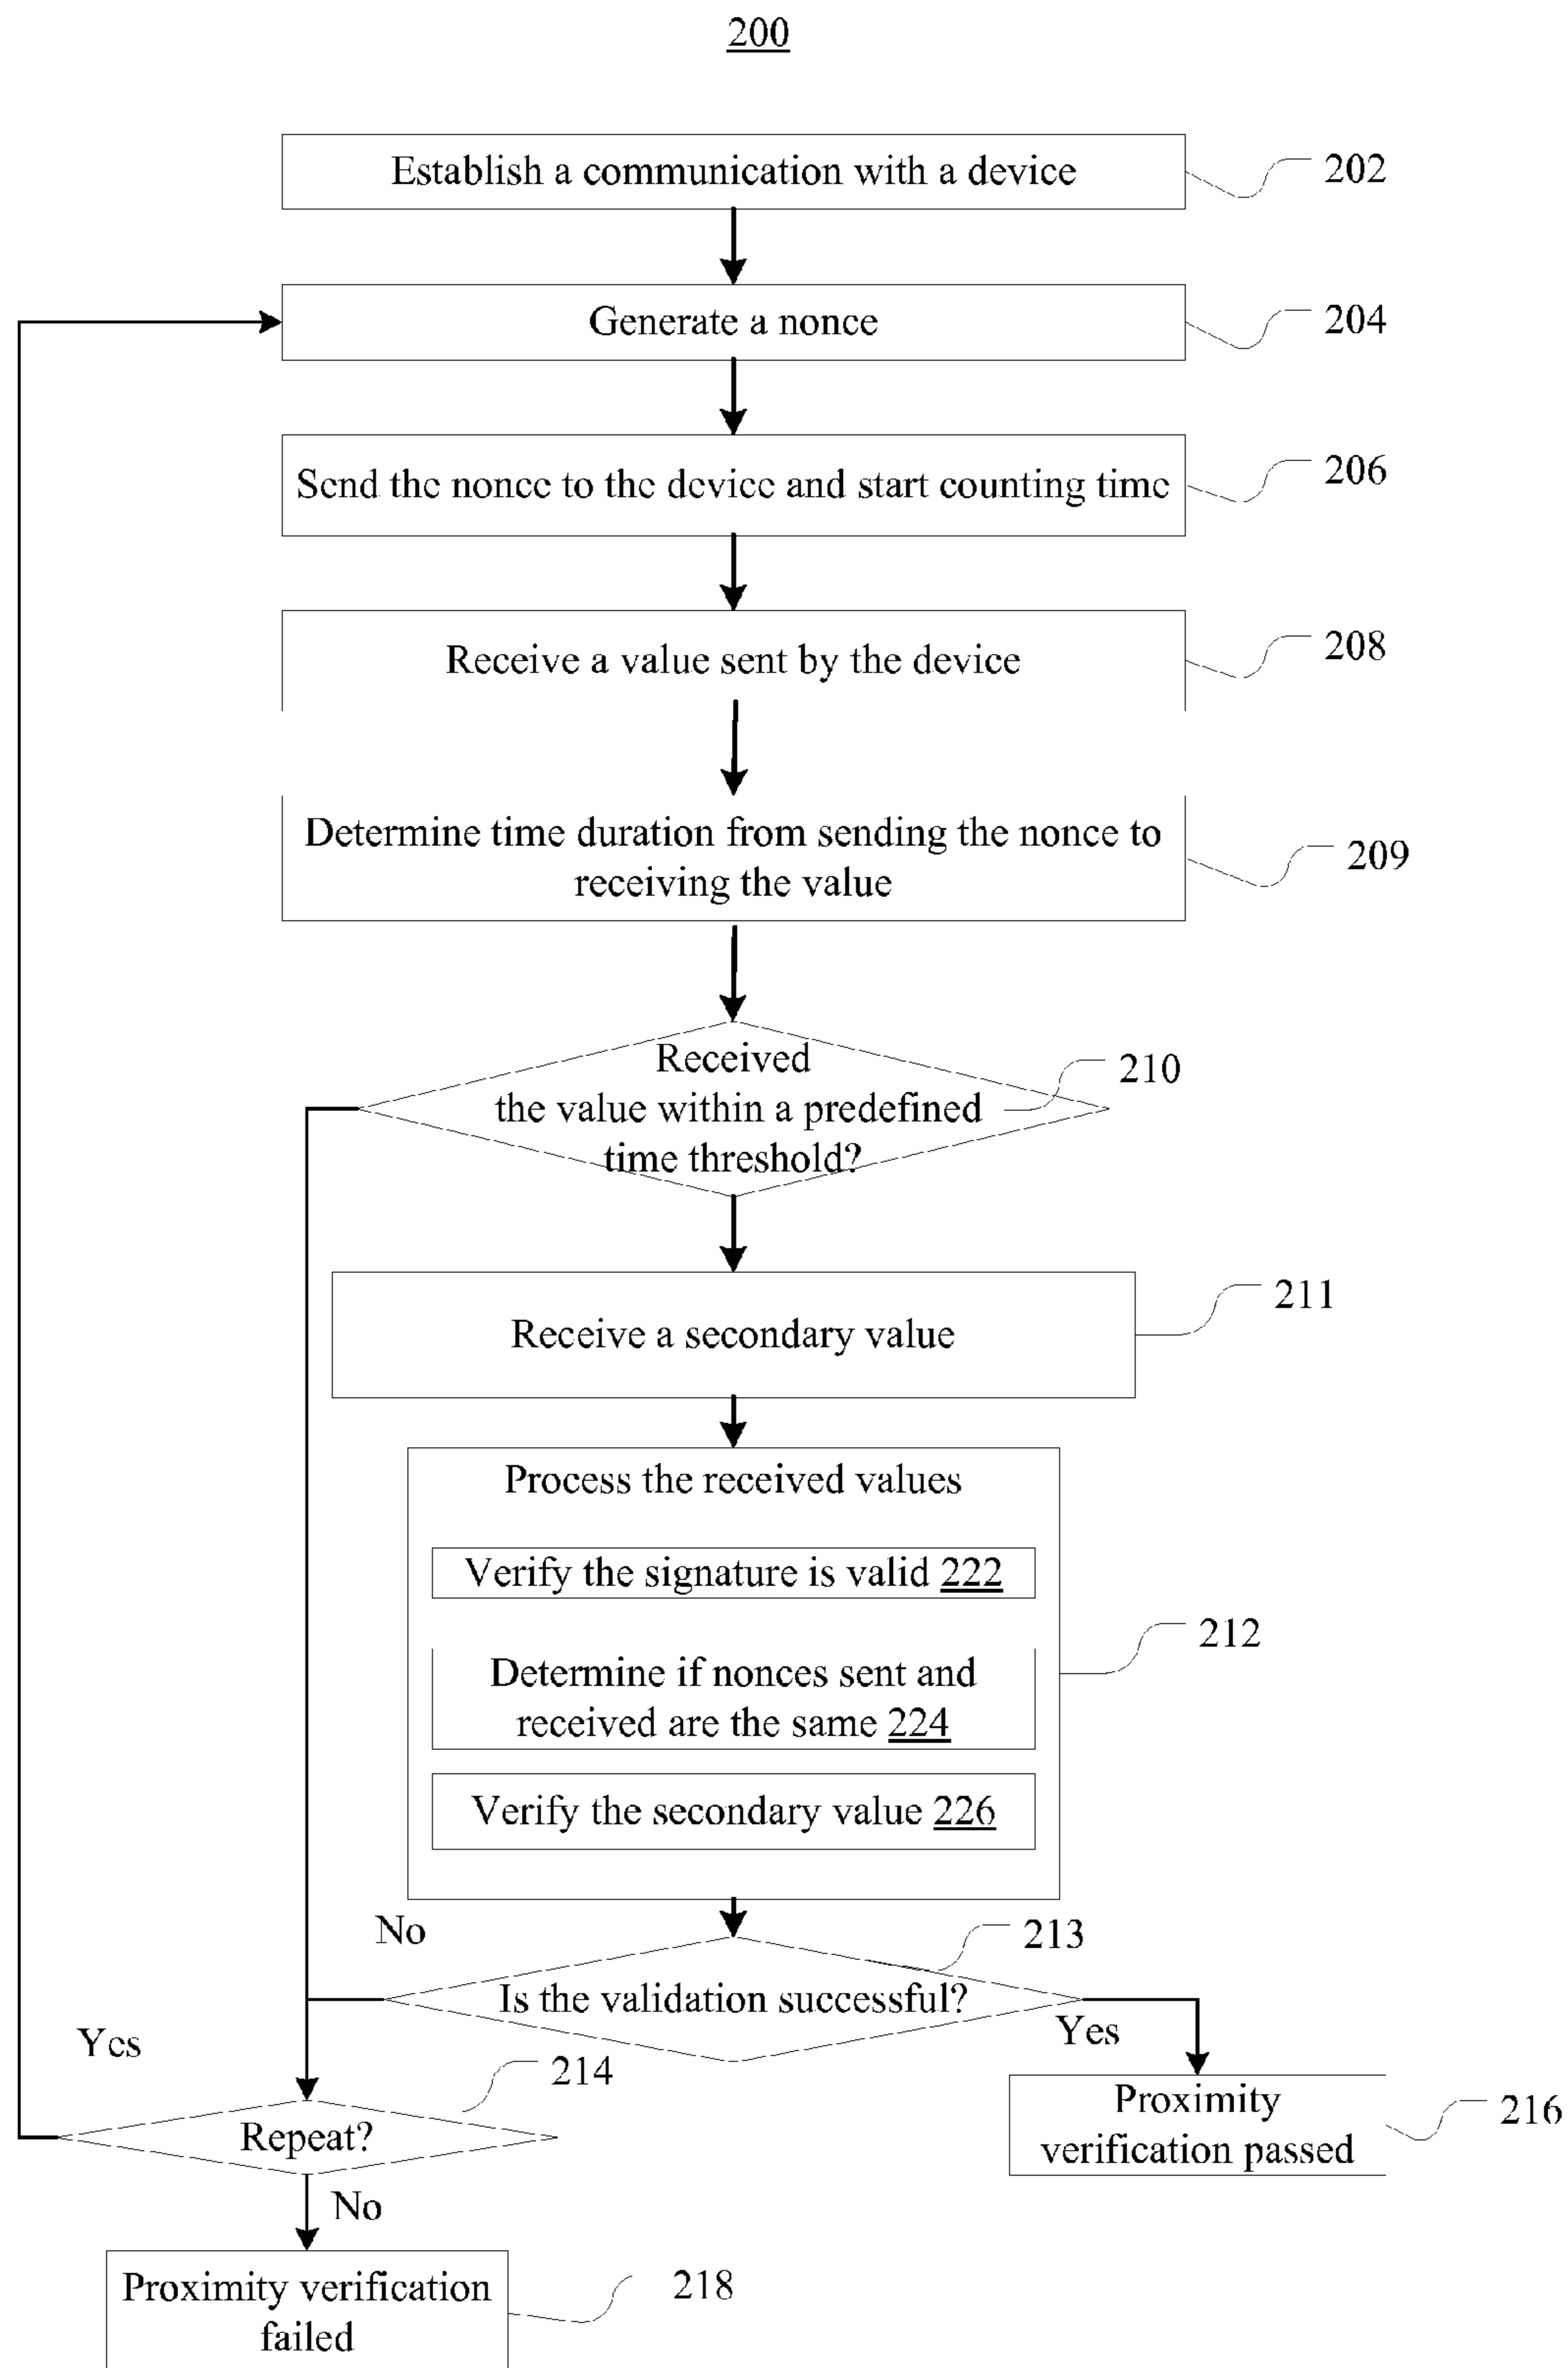 200
Establish a communication with a device
202
Generate a nonce
204
Send the nonce to the device and start counting time
206
Receive a value sent by the device
208
Determine time duration from sending the nonce to
receiving the value
209
Received
the value within a predefined
time threshold?
210
Receive a secondary value
211
Process the received values
Verify the signature is valid 222
Determine if nonces sent and
received are the same 224
Verify the secondary value 226
212
No
213
Is the validation successful?
Yes
Yes
214
Repeat?
Proximity
verification passed
216
No
Proximity verification
failed
218